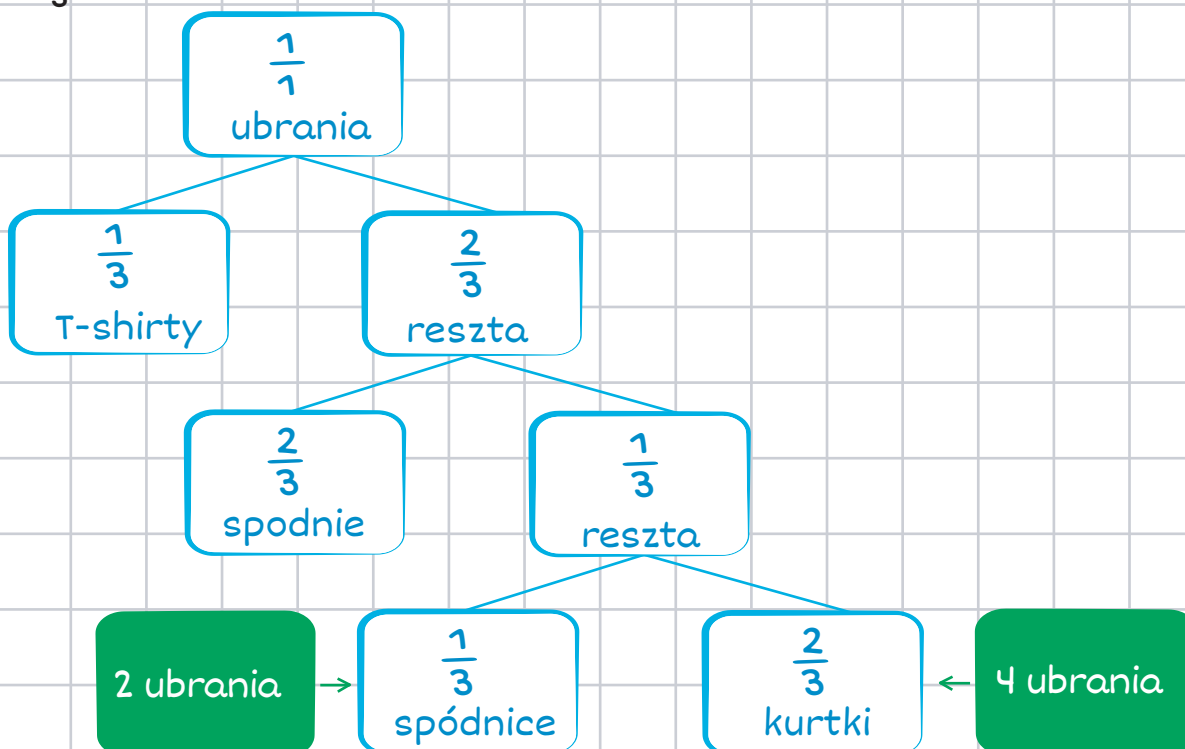 1/1
ubrania
1/3
T-shirty
2/3
reszta
2/3
spodnie
1/3
reszta
2 ubrania
1/3
spódnice
2/3
kurtki
4 ubrania